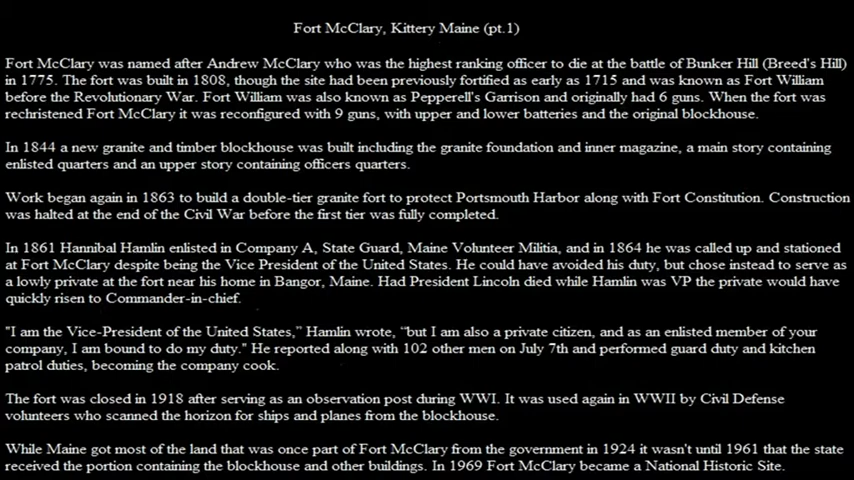 Fort McClary, Kittery Maine (pt.1)
Fort McClary was named after Andrew McClary who was the highest ranking officer to die at the battle of Bunker Hill (Breed's Hill)
in 1775. The fort was built in 1808, though the site had been previously fortified as early as 1715 and was known as Fort William
before the Revolutionary War. Fort William was also known as Pepperell's Garrison and originally had 6 guns. When the fort was
rechristened Fort McClary it was reconfigured with 9 guns, with upper and lower batteries and the original blockhouse.
In 1844 a new granite and timber blockhouse was built including the granite foundation and inner magazine, a main story containing
enlisted quarters and an upper story containing officers quarters.
Work began again in 1863 to build a double-tier granite fort to protect Portsmouth Harbor along with Fort Constitution. Construction
was halted at the end of the Civil War before the first tier was fully completed.
In 1861 Hannibal Hamlin enlisted in Company A, State Guard, Maine Volunteer Militia, and in 1864 he was called up and stationed
at Fort McClary despite being the Vice President of the United States. He could have avoided his duty, but chose instead to serve as
a lowly private at the fort near his home in Bangor, Maine. Had President Lincoln died while Hamlin was VP the private would have
quickly risen to Commander-in-chief.
"I am the Vice-President of the United States,” Hamlin wrote, “but I am also a private citizen, and as an enlisted member of your
company, I am bound to do my duty." He reported along with 102 other men on July 7th and performed guard duty and kitchen
patrol duties, becoming the company cook.
The fort was closed in 1918 after serving as an observation post during WWI. It was used again in WWII by Civil Defense
volunteers who scanned the horizon for ships and planes from the blockhouse.
While Maine got most of the land that was once part of Fort McClary from the government in 1924 it wasn't until 1961 that the state
received the portion containing the blockhouse and other buildings. In 1969 Fort McClary became a National Historic Site.